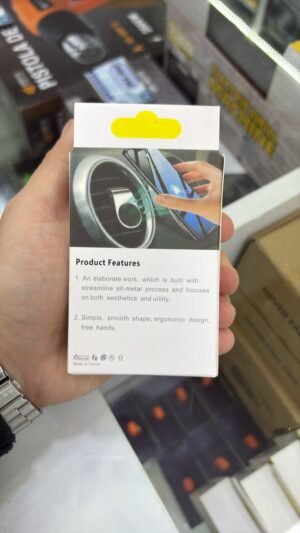 PISTOLA DE
Product Features
1. An elaborate work, which is built with
streamline all-metal process and focuses
on both aesthetics and utility.
2. Simple, smooth shape, ergonomic design,
free hands.
Made in China